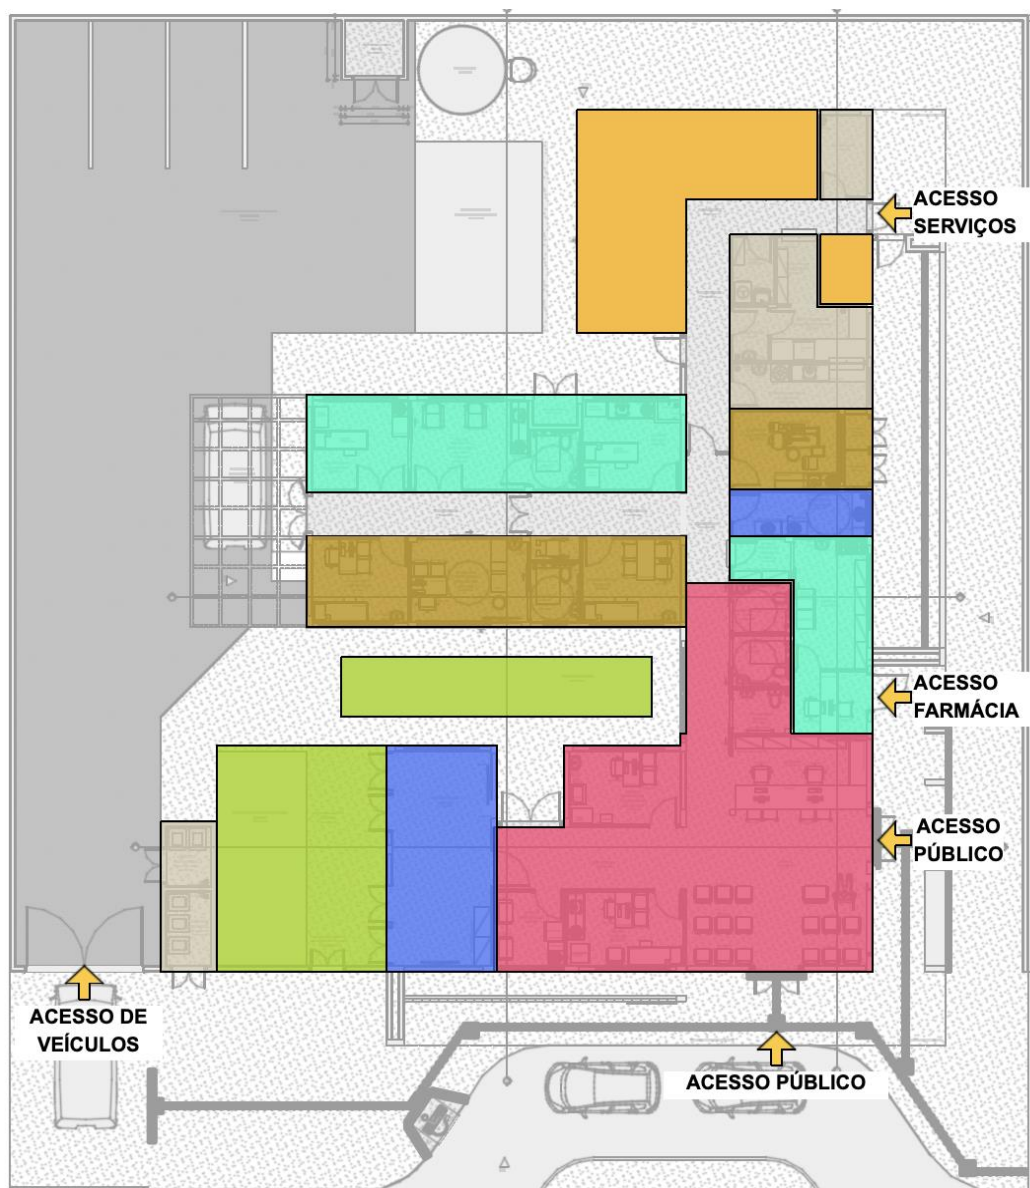 ACESSO
SERVIÇOS
ACESSO
FARMÁCIA
ACESSO
PÚBLICO
ACESSO DE
VEÍCULOS
ACESSO PÚBLICO